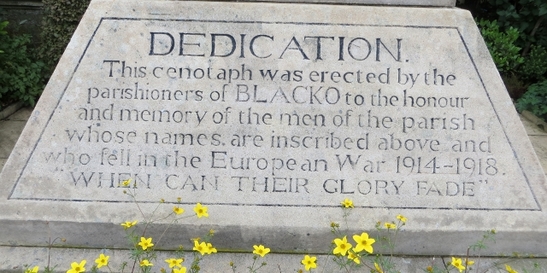 DEDICATION.
This cenotaph was erected by the
parishioners of BLACKO to the honour
and memory of the men of the parish
whose names. are inscribed above and
who fell in the European War 1914-1918.
"WHEN CAN THEIR GLORY FADE"